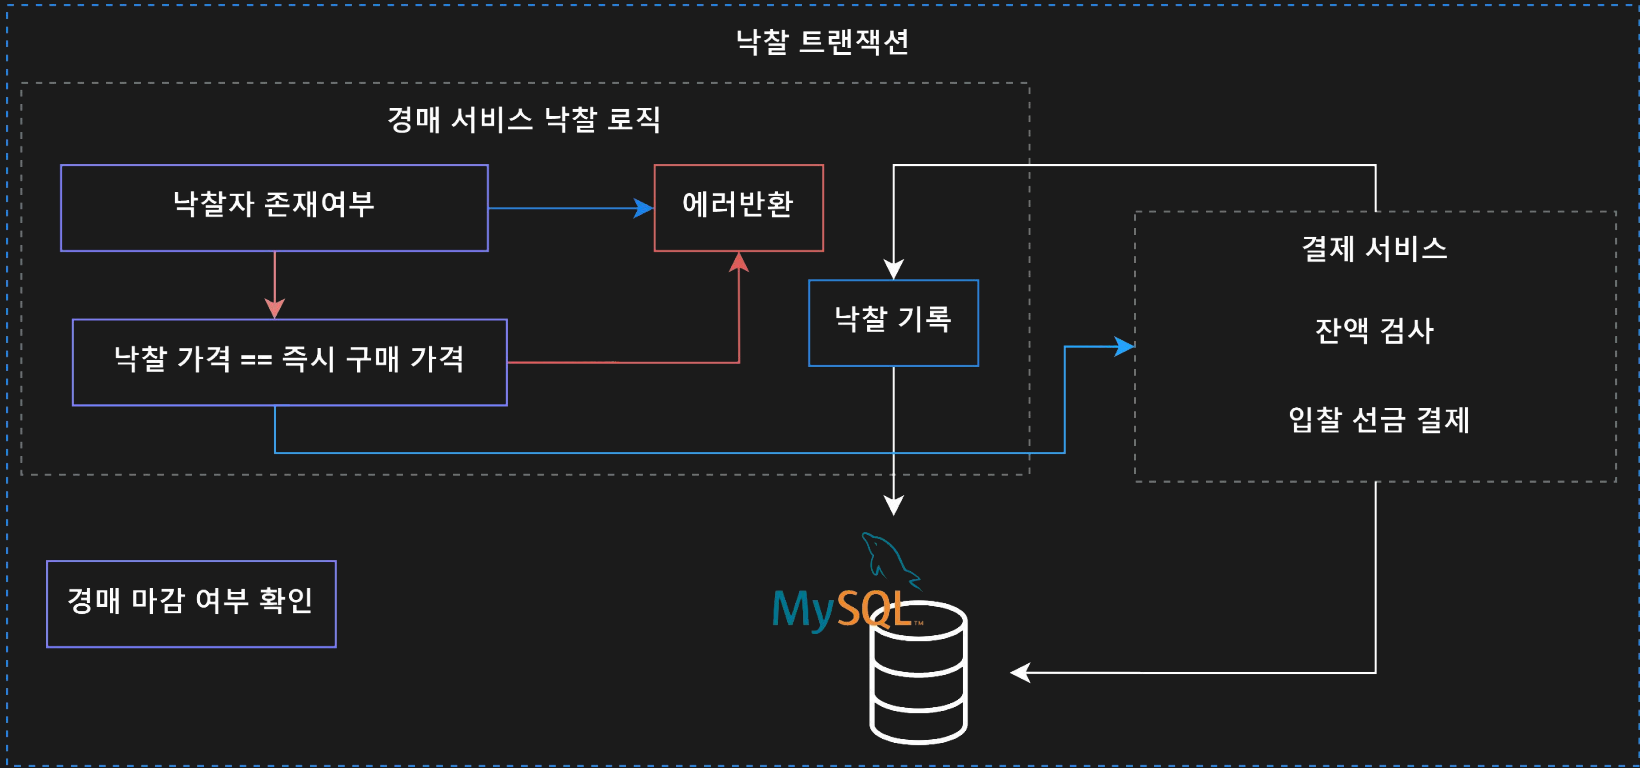 낙찰 트랜잭션
경매 서비스 낙찰 로직
낙찰자 존재여부
에러반환
결제 서비스
낙찰 기록
잔액 검사
낙찰 가격 == 즉시 구매 가격
입찰 선금 결제
경매 마감 여부 확인
MySQL™